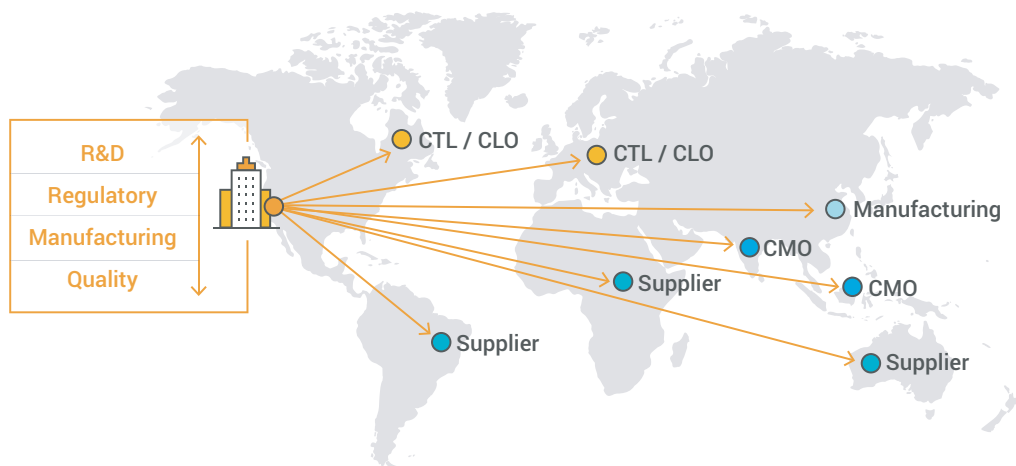 R&D
Regulatory
Manufacturing
Quality
CTL / CLO
CTL / CLO
Manufacturing
CMO
Supplier
CMO
Supplier
Supplier